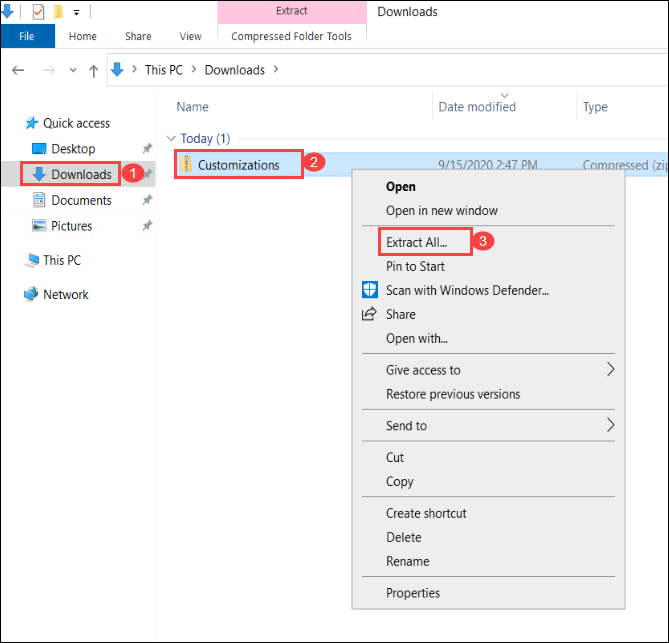 Extract
Downloads
File
Home
Share
View
Compressed Folder Tools
This PC
Downloads
Name
Date modified
Type
Quick access
Desktop
Downloads
1
Documents
Pictures
This PC
Network
Today (1)
Customizations
2
9/15/2020 2:47 PM
Compressed (zip
Open
Open in new window
Extract All...
3
Pin to Start
Scan with Windows Defender...
Share
Open with...
Give access to
Restore previous versions
Send to
Cut
Copy
Create shortcut
Delete
Rename
Properties